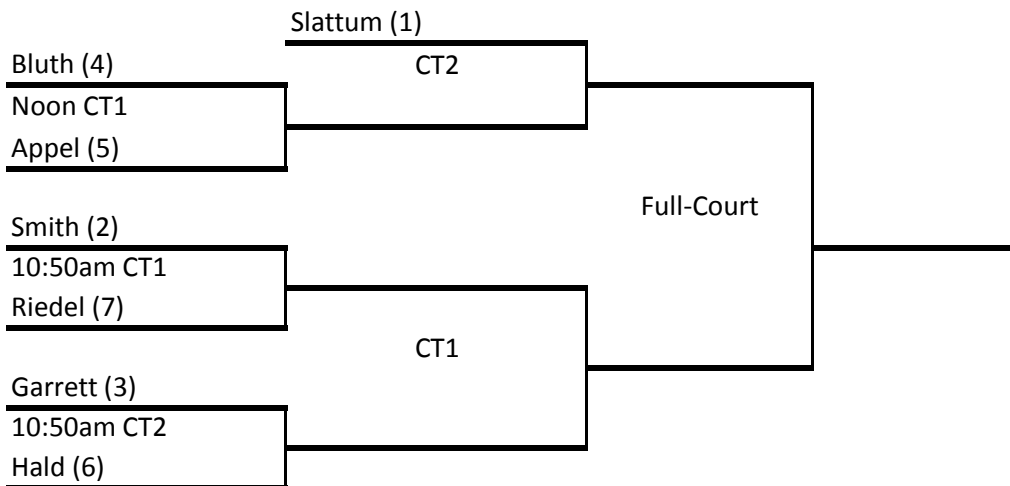 Slattum (1)
CT2
Bluth (4)
Noon CT1
Appel (5)
Full-Court
Smith (2)
10:50am CT1
Riedel (7)
CT1
Garrett (3)
10:50am CT2
Hald (6)